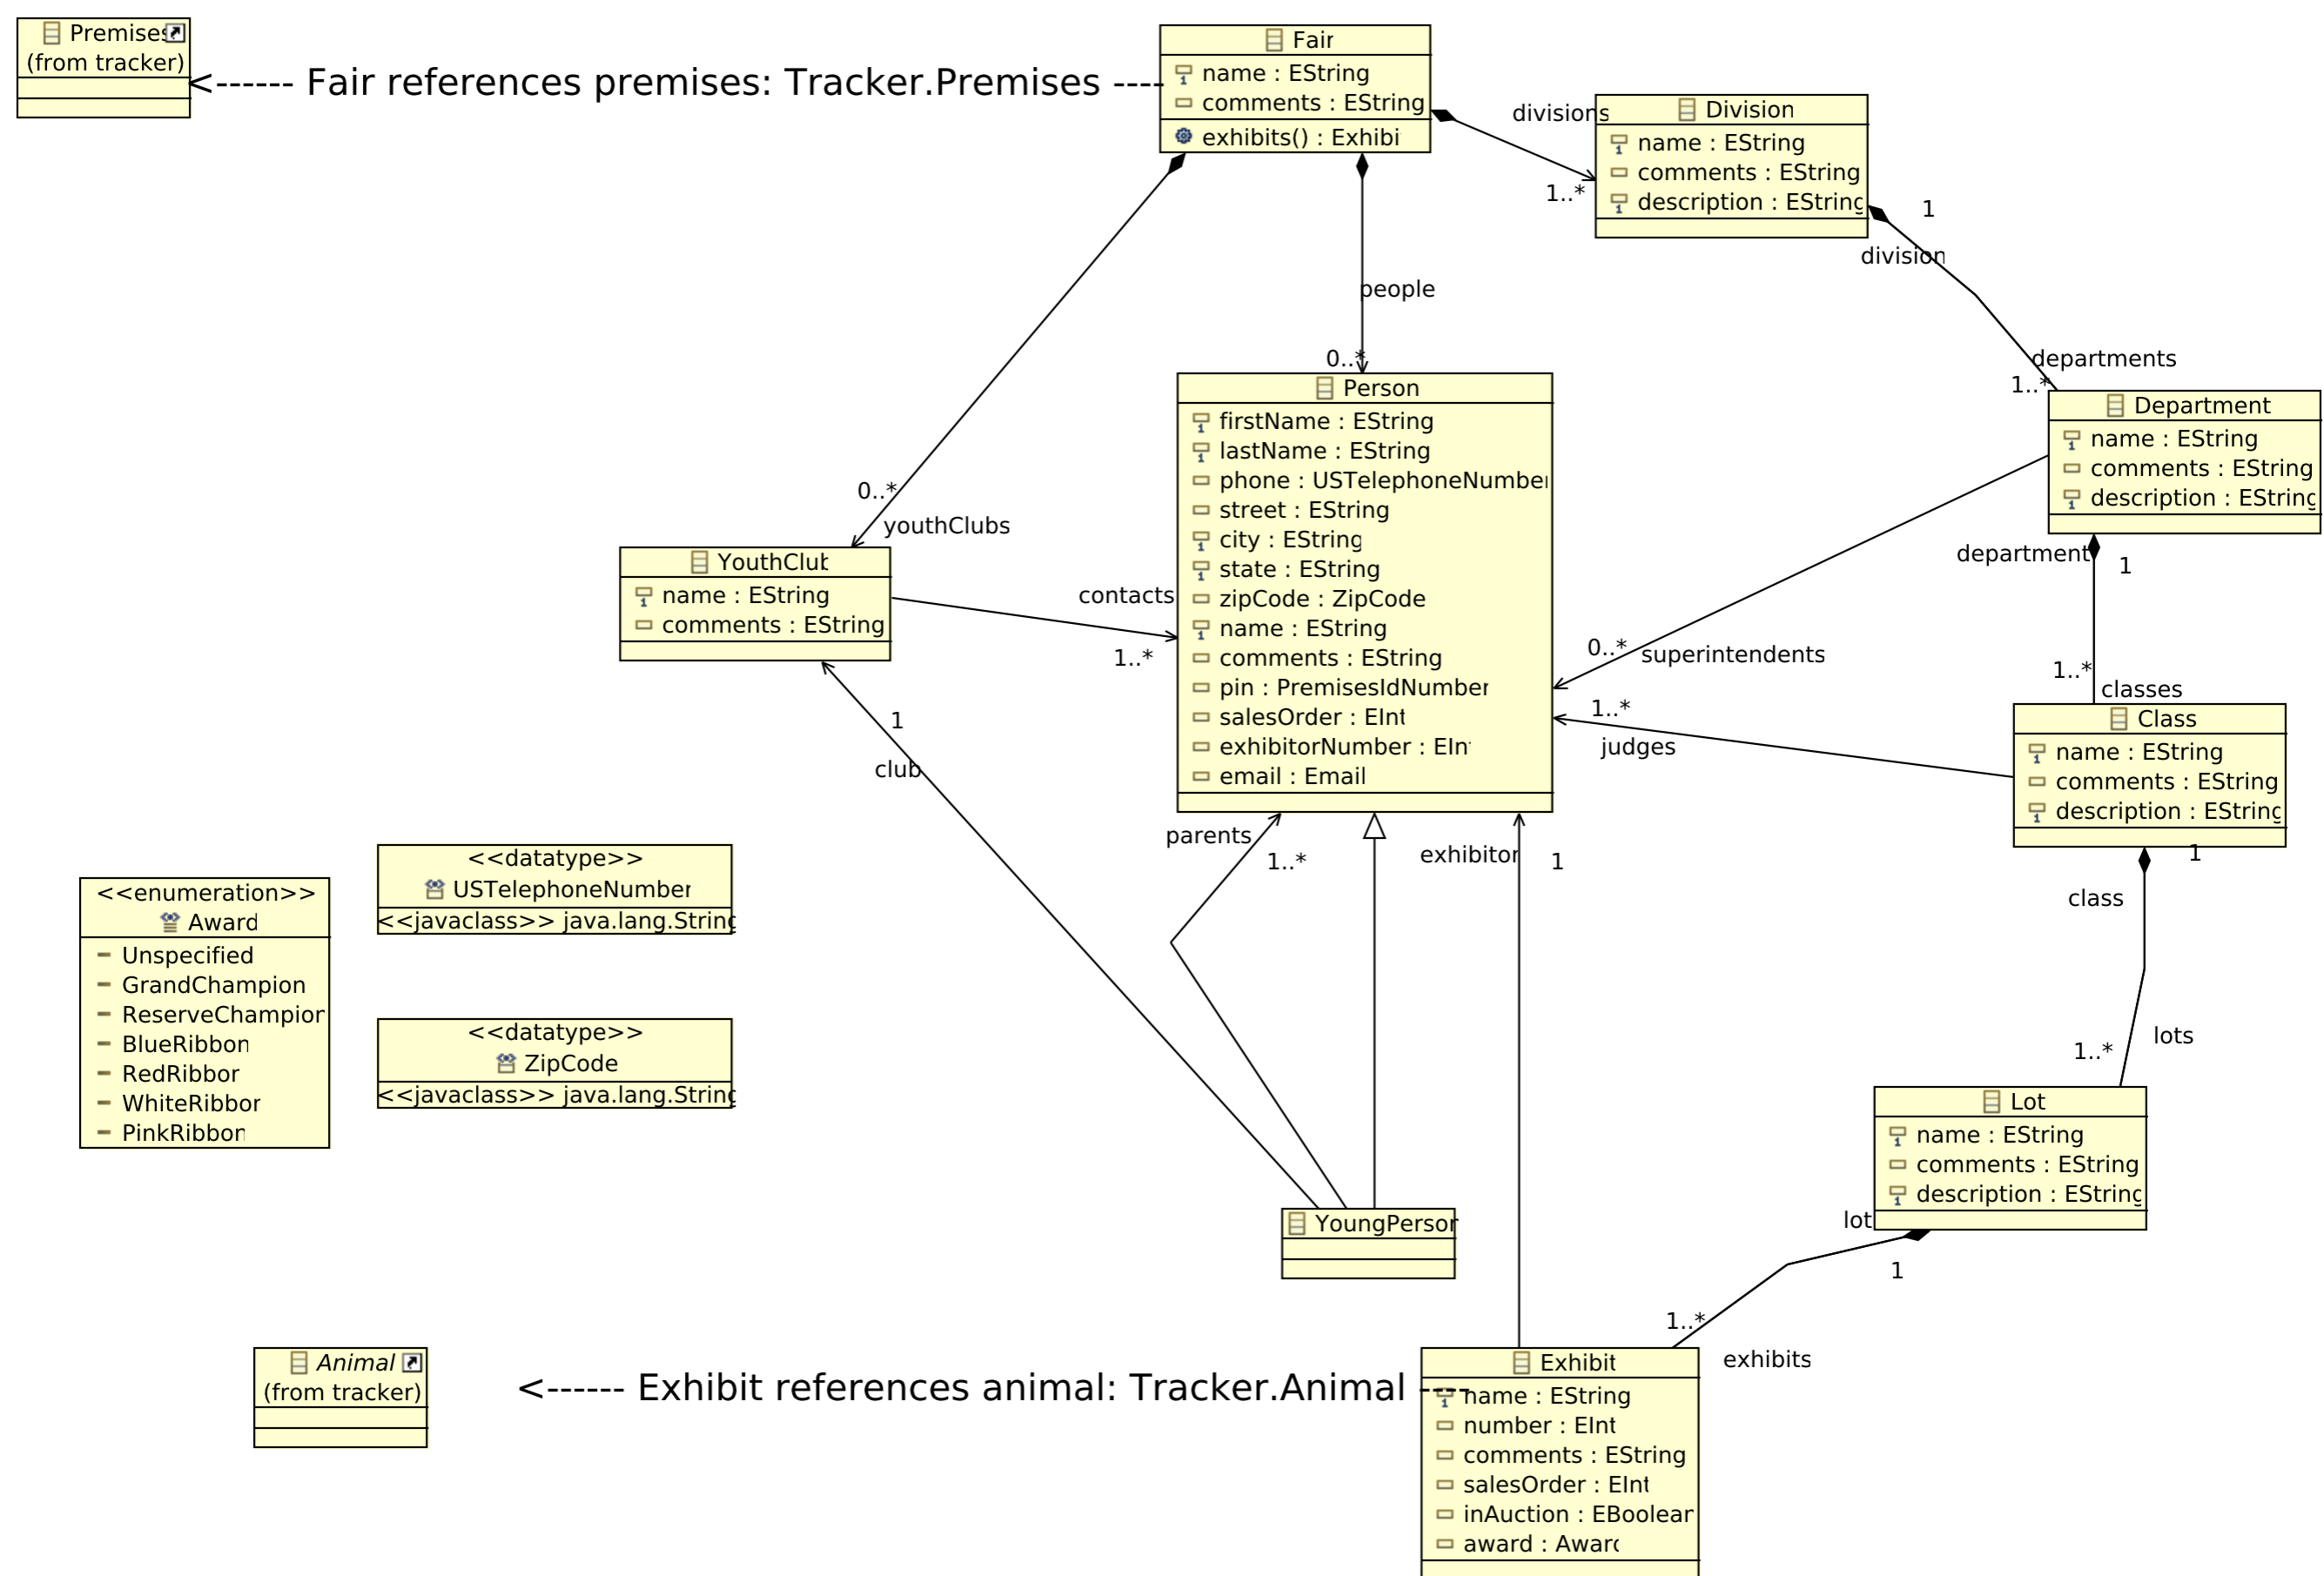 Premises
(from tracker)
<------ Fair references premises: Tracker.Premises ----
Fair
name : EString
comments : EString
exhibits() : Exhibi
divisions
1..*
Division
name : EString
comments : EString
description : EString
1
division
people
0..*
departments
1..*
Department
name : EString
comments : EString
description : EString
0..*
youthClubs
Person
firstName : EString
lastName : EString
phone : USTelephoneNumber
street : EString
city : EString
state : EString
zipCode : ZipCode
name : EString
comments : EString
pin : PremisesIdNumber
salesOrder : EInt
exhibitorNumber : EInt
email : Email
YouthClub
name : EString
comments : EString
contacts
1..*
0..*
superintendents
department
1
1..*
classes
1..*
judges
Class
name : EString
comments : EString
description : EString
1
club
parents
1..*
exhibitor
1
1
class
<<enumeration>>
Award
Unspecified
GrandChampion
ReserveChampion
BlueRibbon
RedRibbon
WhiteRibbon
PinkRibbon
<<datatype>>
USTelephoneNumber
<<javaclass>> java.lang.String
<<datatype>>
ZipCode
<<javaclass>> java.lang.String
1..*
lots
Lot
name : EString
comments : EString
description : EString
lot
1
YoungPerson
1..*
exhibits
Animal
(from tracker)
<------ Exhibit references animal: Tracker.Animal ----
Exhibit
name : EString
number : EInt
comments : EString
salesOrder : EInt
inAuction : EBoolean
award : Award